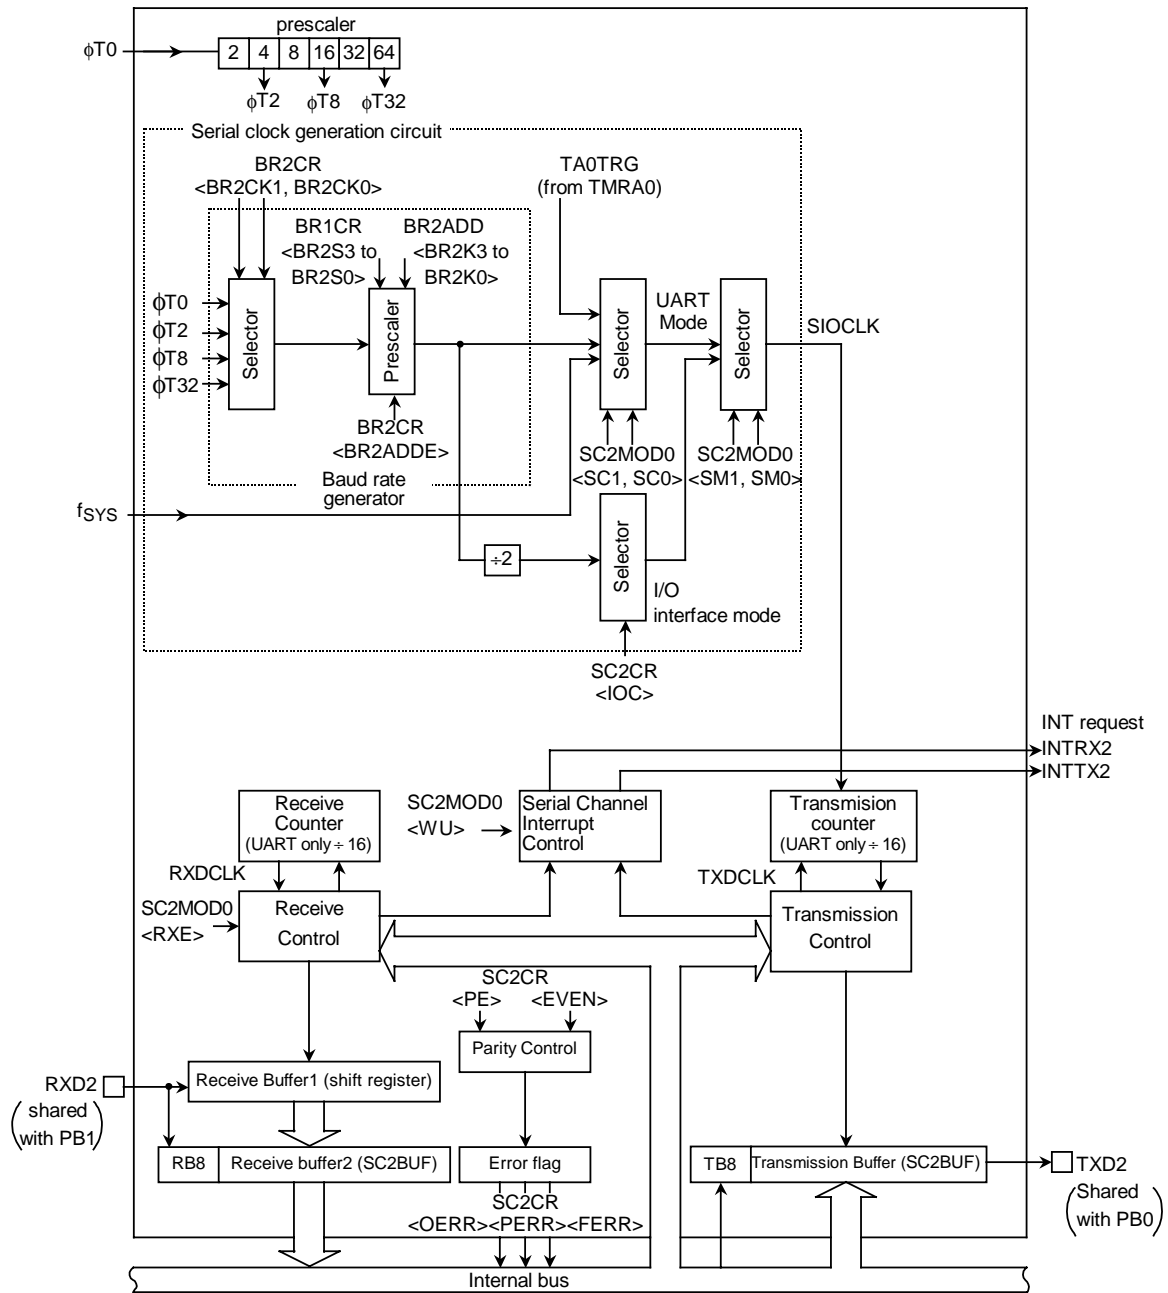 prescaler
ϕT0
2 4 8 16 32 64
ϕT2 ϕT8 ϕT32
Serial clock generation circuit
BR2CR
<BR2CK1, BR2CK0>
TA0TRG
(from TMRA0)
BR1CR
<BR2S3 to
BR2S0>
BR2ADD
<BR2K3 to
BR2K0>
ϕT0
ϕT2
ϕT8
ϕT32
Selector
Prescaler
Selector
UART
Mode
Selector
SIOCLK
BR2CR
<BR2ADDE>
SC2MOD0
<SC1, SC0>
SC2MOD0
<SM1, SM0>
Baud rate
generator
fSYS
÷2
Selector
I/O
interface mode
SC2CR
<IOC>
INT request
INTRX2
INTTX2
Receive
Counter
(UART only ÷ 16)
SC2MOD0
<WU>
Serial Channel
Interrupt
Control
Transmision
counter
(UART only ÷ 16)
RXDCLK
TXDCLK
SC2MOD0
<RXE>
Receive
Control
Transmission
Control
SC2CR
<PE> <EVEN>
Parity Control
RXD2
(shared
with PB1)
Receive Buffer1 (shift register)
RB8 Receive buffer2 (SC2BUF)
Error flag
TB8 Transmission Buffer (SC2BUF)
TXD2
(Shared
with PB0)
SC2CR
<OERR><PERR><FERR>
Internal bus